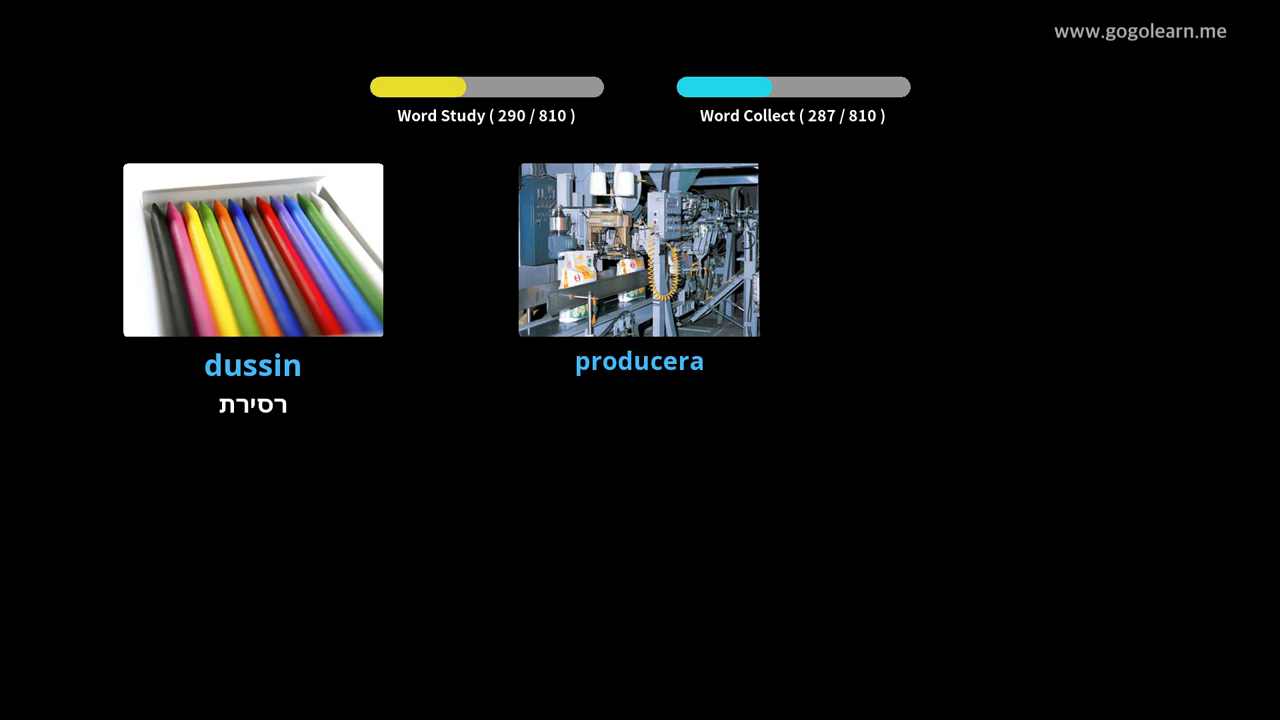 www.gogolearn.me
Word Study ( 290 / 810 )
Word Collect ( 287 / 810 )
dussin
רסירת
producera